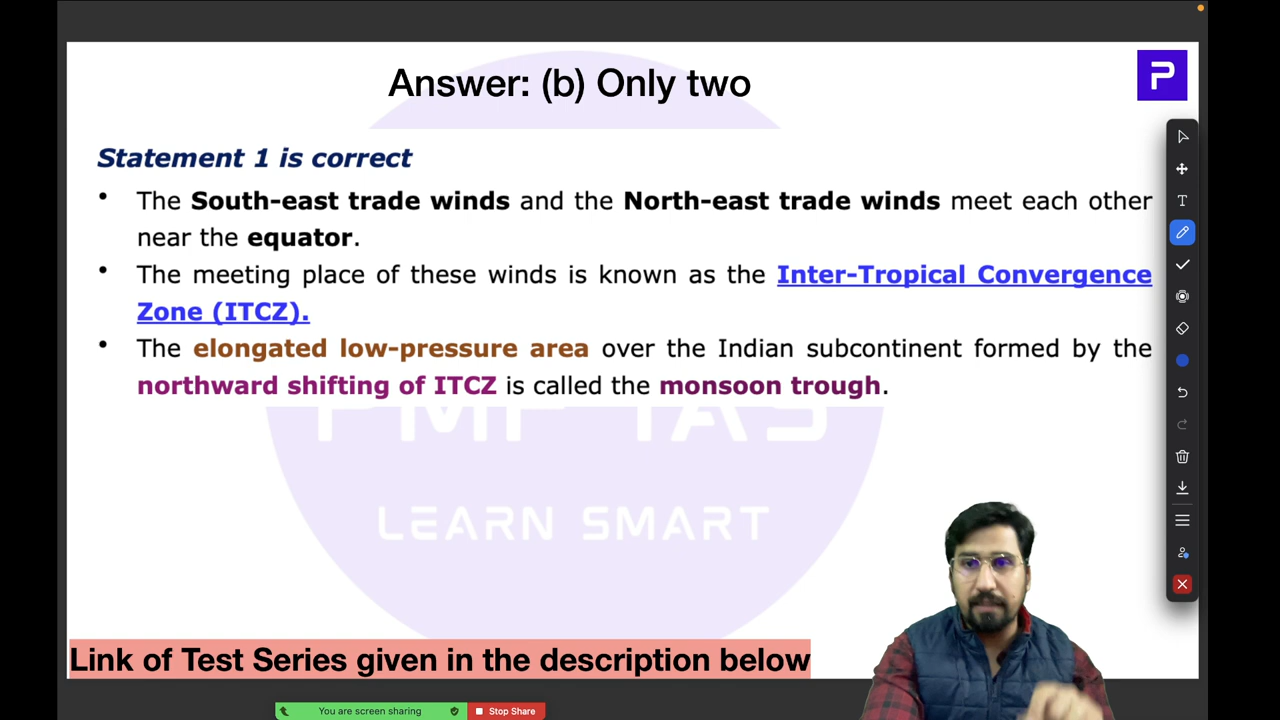 Answer: (b) Only two
P
Statement 1 is correct
• The South-east trade winds and the North-east trade winds meet each other
near the equator.
• The meeting place of these winds is known as the Inter-Tropical Convergence
Zone (ITCZ).
• The elongated low-pressure area over the Indian subcontinent formed by the
northward shifting of ITCZ is called the monsoon trough.
PMF IAS
LEARN SMART
Link of Test Series given in the description below
You are screen sharing
Stop Share
T